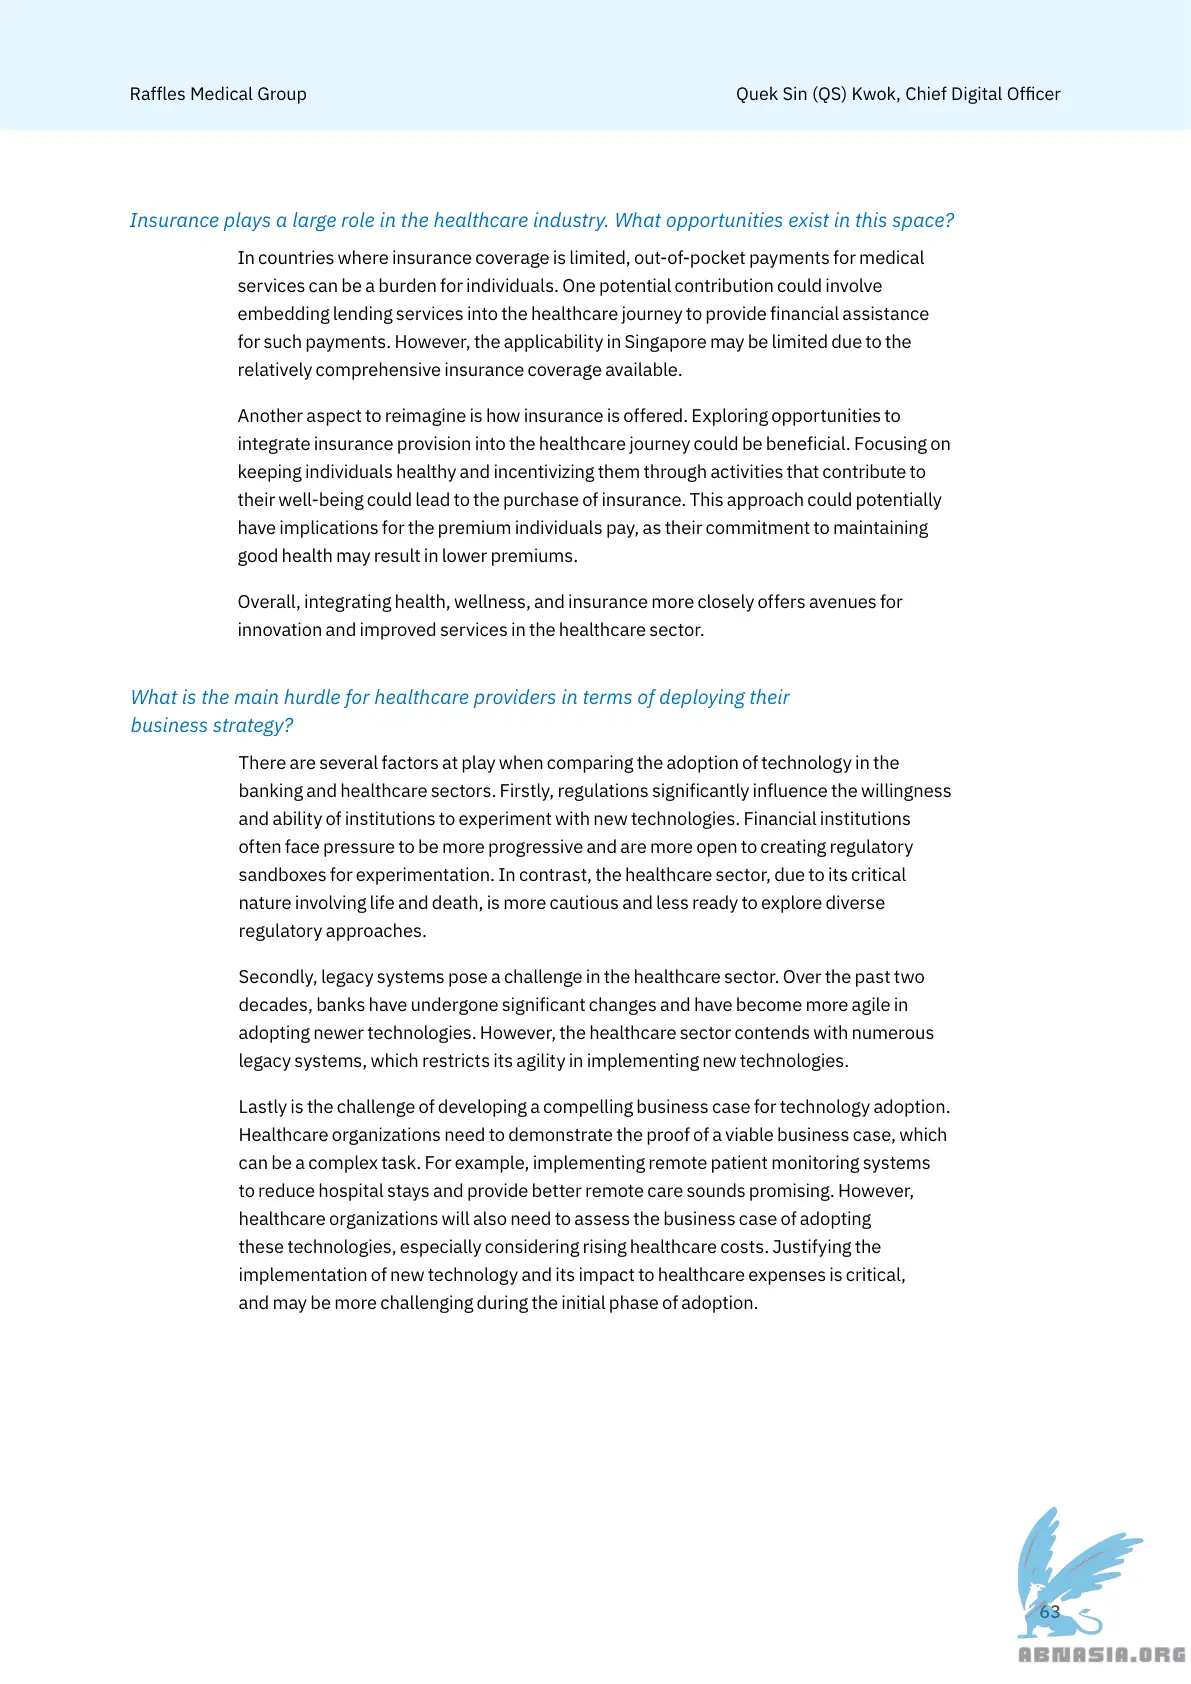 Raffles Medical Group
Quek Sin (QS) Kwok, Chief Digital Officer
Insurance plays a large role in the healthcare industry. What opportunities exist in this space?
In countries where insurance coverage is limited, out-of-pocket payments for medical
services can be a burden for individuals. One potential contribution could involve
embedding lending services into the healthcare journey to provide financial assistance
for such payments. However, the applicability in Singapore may be limited due to the
relatively comprehensive insurance coverage available.
Another aspect to reimagine is how insurance is offered. Exploring opportunities to
integrate insurance provision into the healthcare journey could be beneficial. Focusing on
keeping individuals healthy and incentivizing them through activities that contribute to
their well-being could lead to the purchase of insurance. This approach could potentially
have implications for the premium individuals pay, as their commitment to maintaining
good health may result in lower premiums.
Overall, integrating health, wellness, and insurance more closely offers avenues for
innovation and improved services in the healthcare sector.
What is the main hurdle for healthcare providers in terms of deploying their
business strategy?
There are several factors at play when comparing the adoption of technology in the
banking and healthcare sectors. Firstly, regulations significantly influence the willingness
and ability of institutions to experiment with new technologies. Financial institutions
often face pressure to be more progressive and are more open to creating regulatory
sandboxes for experimentation. In contrast, the healthcare sector, due to its critical
nature involving life and death, is more cautious and less ready to explore diverse
regulatory approaches.
Secondly, legacy systems pose a challenge in the healthcare sector. Over the past two
decades, banks have undergone significant changes and have become more agile in
adopting newer technologies. However, the healthcare sector contends with numerous
legacy systems, which restricts its agility in implementing new technologies.
Lastly is the challenge of developing a compelling business case for technology adoption.
Healthcare organizations need to demonstrate the proof of a viable business case, which
can be a complex task. For example, implementing remote patient monitoring systems
to reduce hospital stays and provide better remote care sounds promising. However,
healthcare organizations will also need to assess the business case of adopting
these technologies, especially considering rising healthcare costs. Justifying the
implementation of new technology and its impact to healthcare expenses is critical,
and may be more challenging during the initial phase of adoption.
63
ABNASIA.ORG